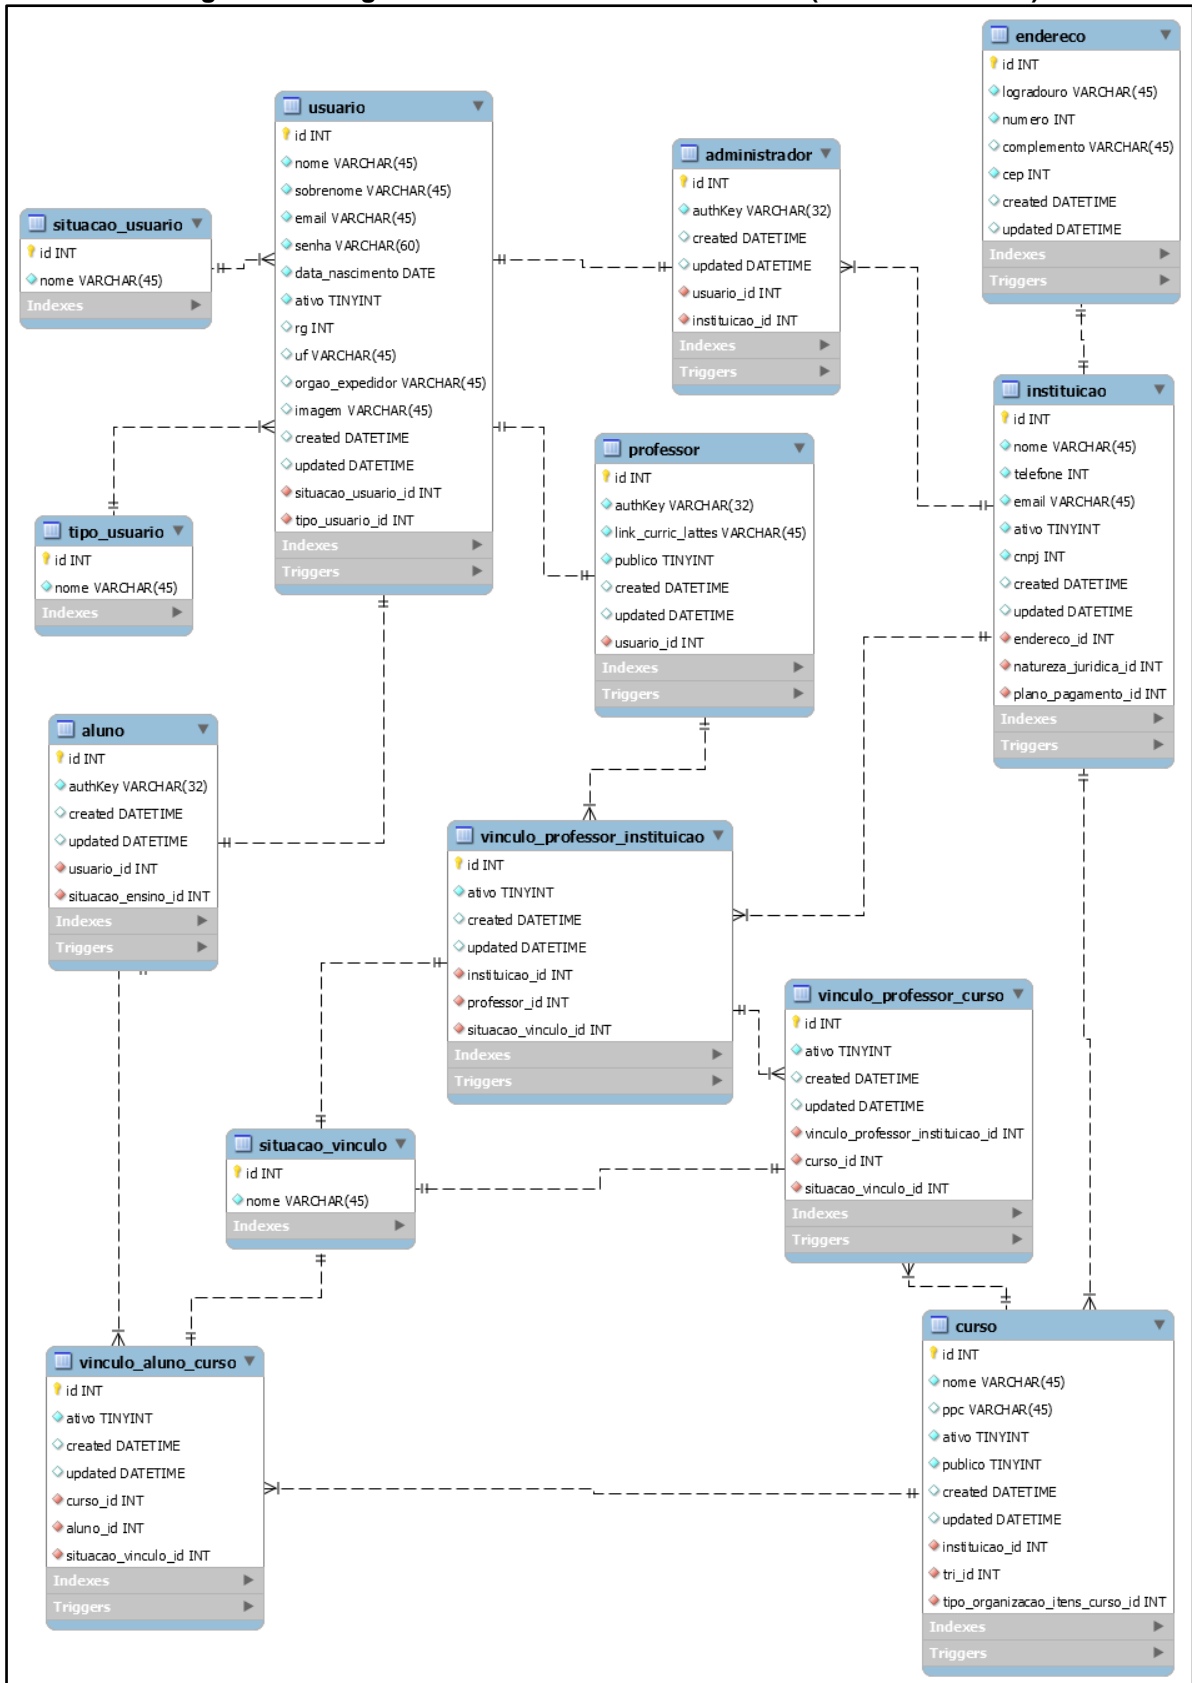 usuario
id INT
nome VARCHAR(45)
sobrenome VARCHAR(45)
email VARCHAR(45)
senha VARCHAR(60)
data_nascimento DATE
ativo TINYINT
rg INT
uf VARCHAR(45)
orgao_expedidor VARCHAR(45)
imagem VARCHAR(45)
created DATETIME
updated DATETIME
situacao_usuario_id INT
tipo_usuario_id INT
Indexes
Triggers
endereco
id INT
logradouro VARCHAR(45)
numero INT
complemento VARCHAR(45)
cep INT
created DATETIME
updated DATETIME
Indexes
Triggers
administrador
id INT
authKey VARCHAR(32)
created DATETIME
updated DATETIME
usuario_id INT
instituicao_id INT
Indexes
Triggers
situacao_usuario
id INT
nome VARCHAR(45)
Indexes
instituicao
id INT
nome VARCHAR(45)
telefone INT
email VARCHAR(45)
ativo TINYINT
cnpj INT
created DATETIME
updated DATETIME
endereco_id INT
natureza_juridica_id INT
plano_pagamento_id INT
Indexes
Triggers
professor
id INT
authKey VARCHAR(32)
link_curric_lattes VARCHAR(45)
publico TINYINT
created DATETIME
updated DATETIME
usuario_id INT
Indexes
Triggers
tipo_usuario
id INT
nome VARCHAR(45)
Indexes
aluno
id INT
authKey VARCHAR(32)
created DATETIME
updated DATETIME
usuario_id INT
situacao_ensino_id INT
Indexes
Triggers
vinculo_professor_instituicao
id INT
ativo TINYINT
created DATETIME
updated DATETIME
instituicao_id INT
professor_id INT
situacao_vinculo_id INT
Indexes
Triggers
vinculo_professor_curso
id INT
ativo TINYINT
created DATETIME
updated DATETIME
vinculo_professor_instituicao_id INT
curso_id INT
situacao_vinculo_id INT
Indexes
Triggers
situacao_vinculo
id INT
nome VARCHAR(45)
Indexes
vinculo_aluno_curso
id INT
ativo TINYINT
created DATETIME
updated DATETIME
curso_id INT
aluno_id INT
situacao_vinculo_id INT
Indexes
Triggers
curso
id INT
nome VARCHAR(45)
ppc VARCHAR(45)
ativo TINYINT
publico TINYINT
created DATETIME
updated DATETIME
instituicao_id INT
tri_id INT
tipo_organizacao_itens_curso_id INT
Indexes
Triggers